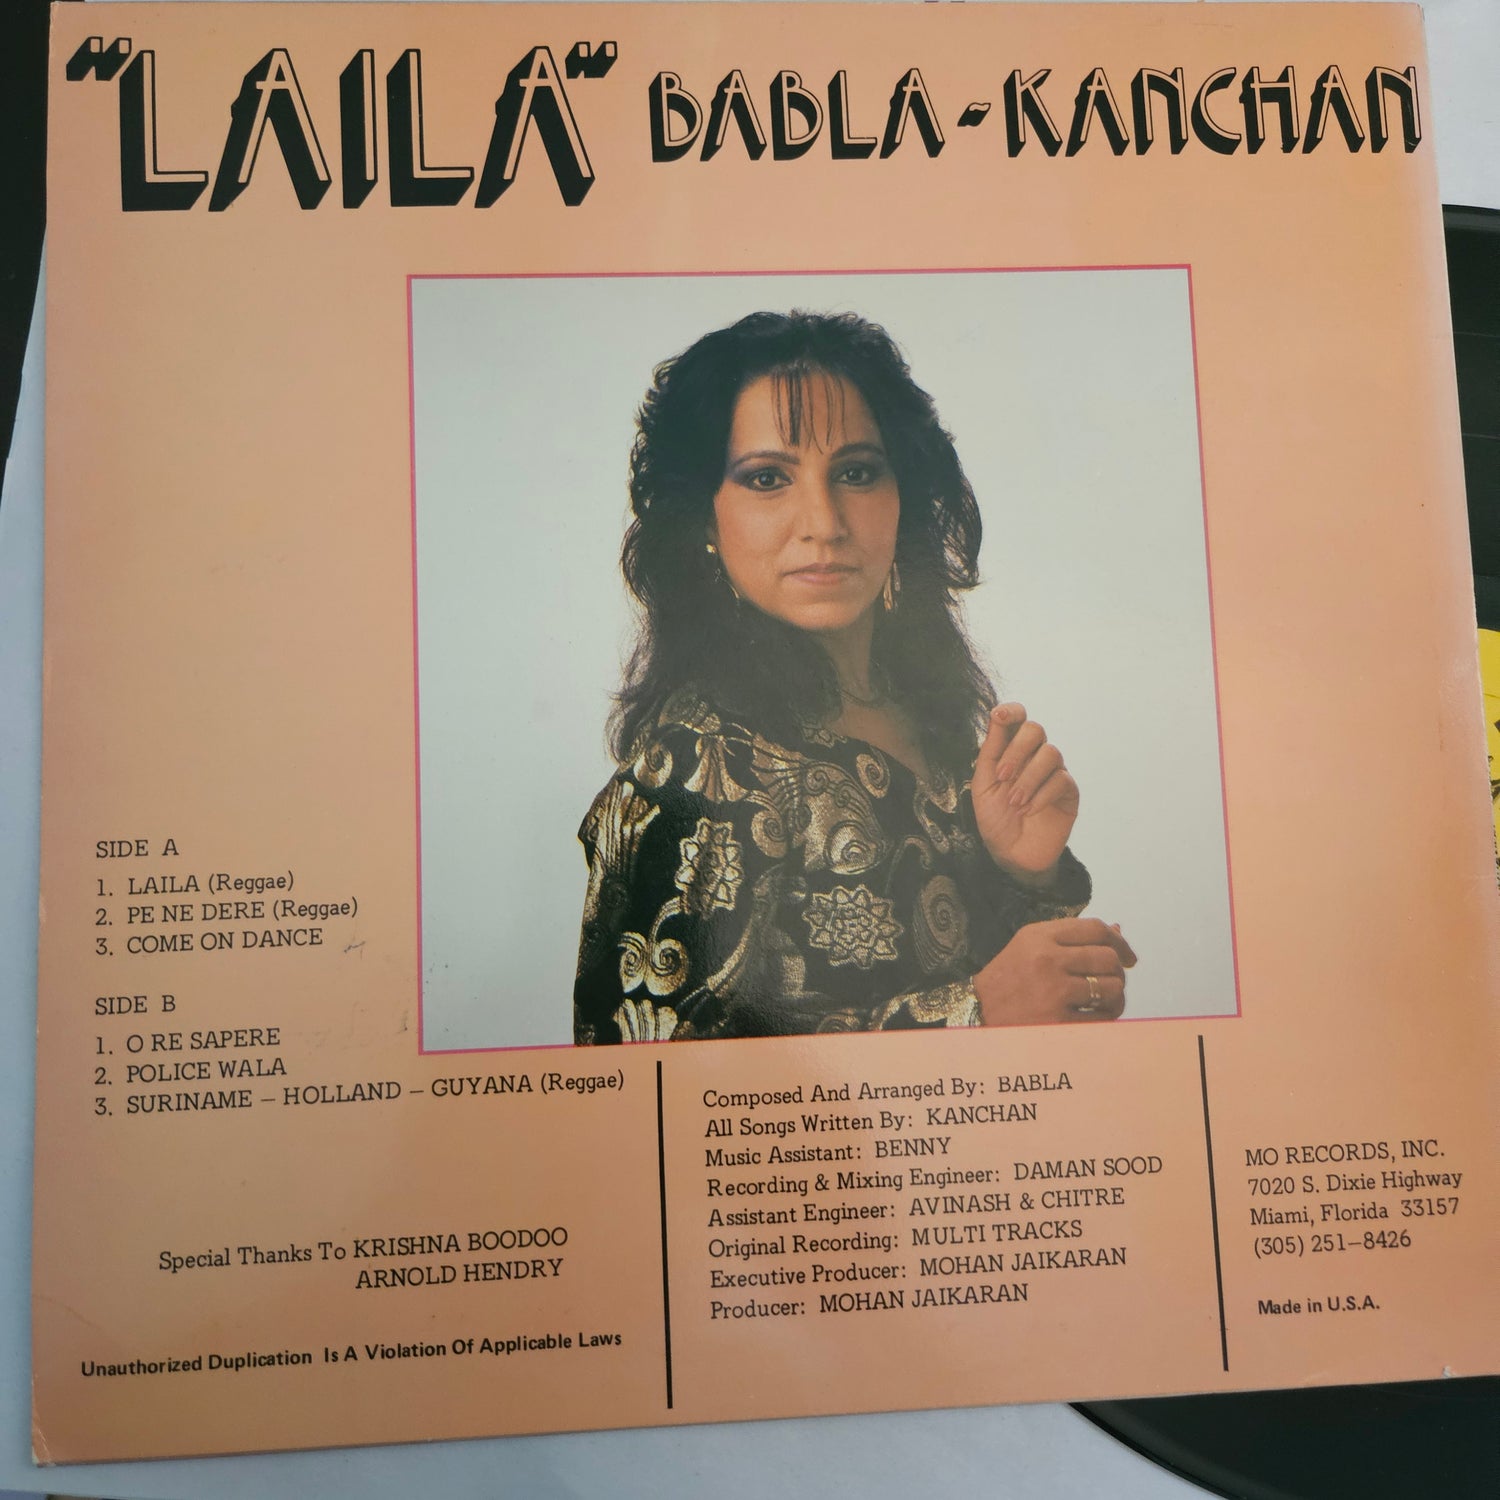 "LAILA" BABLA - KANCHAN
SIDE A
1. LAILA (Reggae)
2. PE NE DERE (Reggae)
3. COME ON DANCE
SIDE B
1. O RE SAPERE
2. POLICE WALA
3. SURINAME – HOLLAND – GUYANA (Reggae)
Special Thanks To KRISHNA BOODOO
ARNOLD HENDRY
Unauthorized Duplication Is A Violation Of Applicable Laws
Composed And Arranged By: BABLA
All Songs Written By: KANCHAN
Music Assistant: BENNY
Recording & Mixing Engineer: DAMAN SOOD
Assistant Engineer: AVINASH & CHITRE
Original Recording: MULTI TRACKS
Executive Producer: MOHAN JAIKARAN
Producer: MOHAN JAIKARAN
MO RECORDS, INC.
7020 S. Dixie Highway
Miami, Florida 33157
(305) 251–8426
Made in U.S.A.